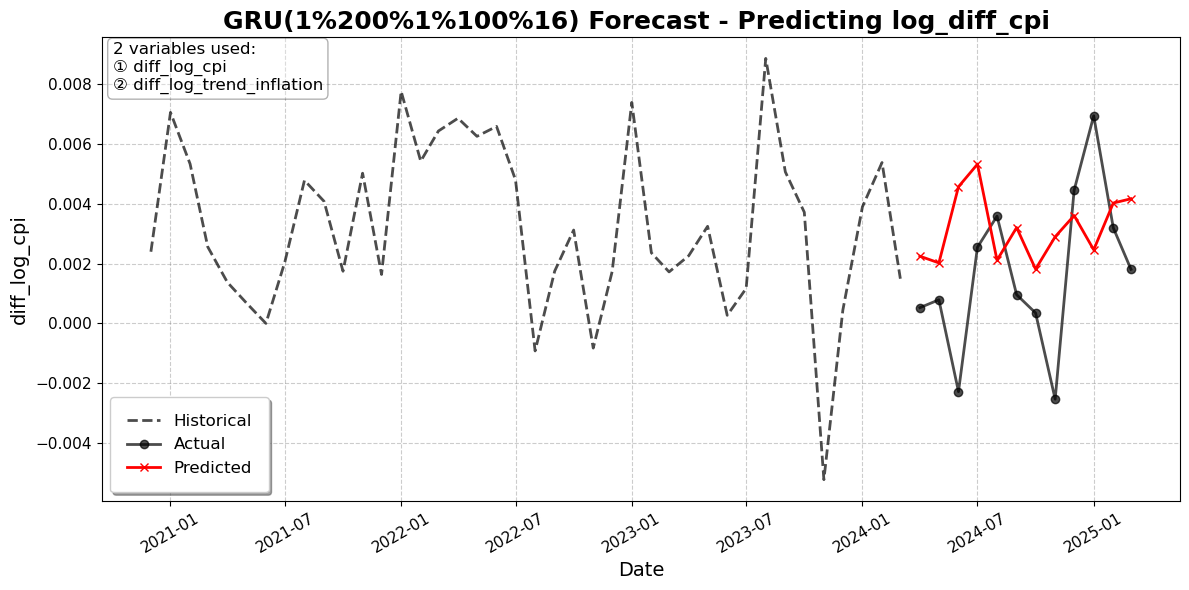 GRU(1%200%1%100%16) Forecast - Predicting log_diff_cpi
2 variables used:
① diff_log_cpi
② diff_log_trend_inflation
diff_log_cpi
0.008
0.006
0.004
0.002
0.000
−0.002
−0.004
Historical
Actual
Predicted
2021-01
2021-07
2022-01
2022-07
2023-01
2023-07
2024-01
2024-07
2025-01
Date